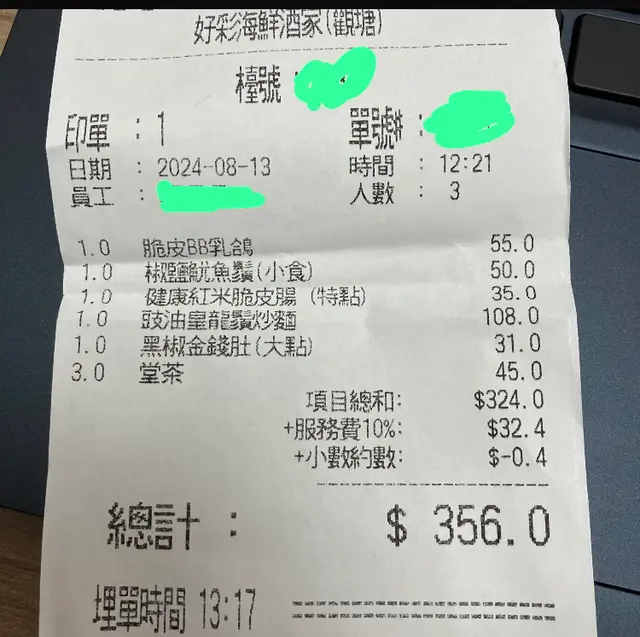 好彩海鮮酒家(觀塘)
檯號:
印單 : 1 單號#:
日期 : 2024-08-13 時間 : 12:21
員工 : 人數 : 3
1.0 脆皮BB乳鴿 55.0
1.0 椒鹽魷魚鬚(小食) 50.0
1.0 健康紅米脆皮腸 (特點) 35.0
1.0 豉油皇龍鬚炒麵 108.0
1.0 黑椒金錢肚(大點) 31.0
3.0 堂茶 45.0
項目總和: $324.0
+服務費10%: $32.4
+小數約數: $-0.4
總計 : $ 356.0
埋單時間 13:17